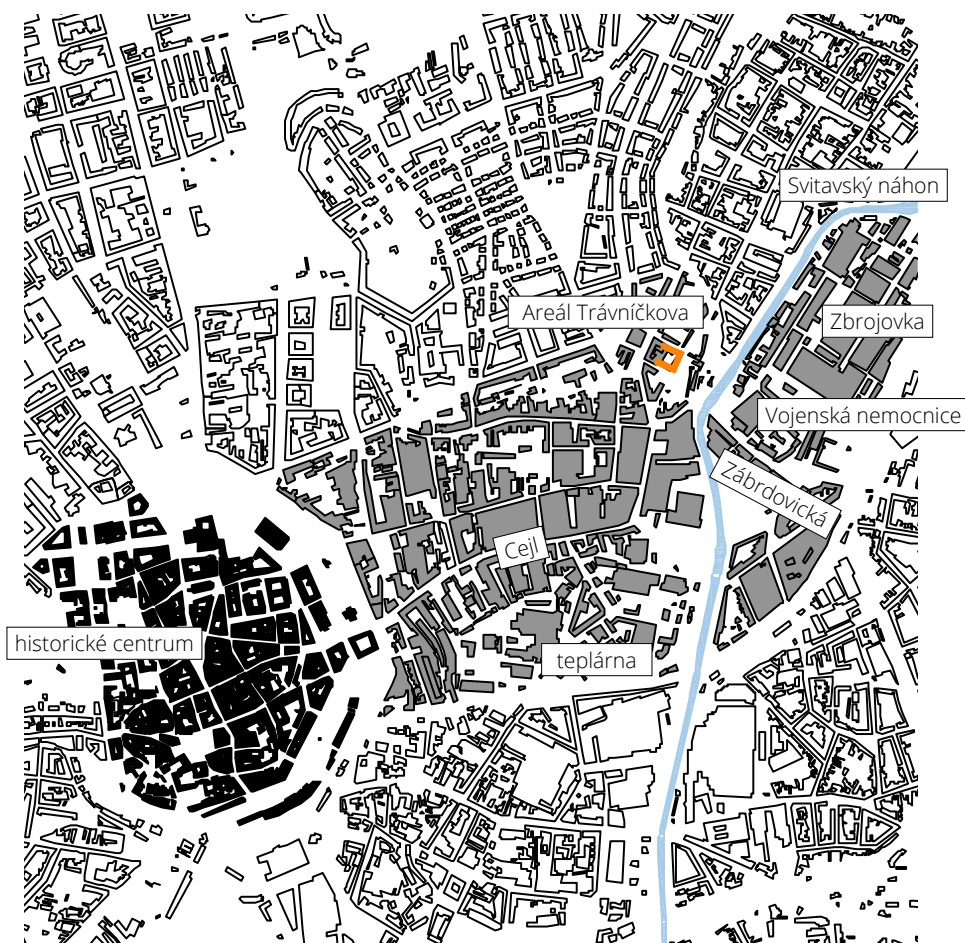 Svitavský náhon
Areál Trávníčkova
Zbrojovka
Vojenská nemocnice
Zábrdovická
Cejl
historické centrum
teplárna